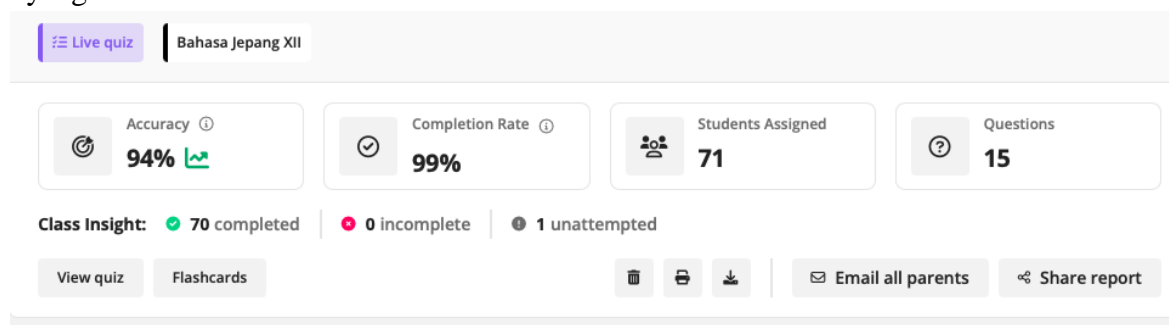 Live quiz Bahasa Jepang XII
Accuracy Completion Rate Students Assigned Questions
94% 99% 71 15
Class Insight: 70 completed 0 incomplete 1 unattempted
View quiz Flashcards Email all parents Share report